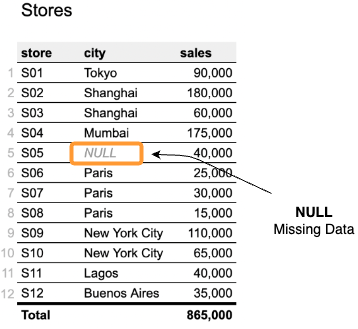 Stores
store city sales
1 S01 Tokyo 90,000
2 S02 Shanghai 180,000
3 S03 Shanghai 60,000
4 S04 Mumbai 175,000
5 S05 NULL 40,000
6 S06 Paris 25,000
7 S07 Paris 30,000
8 S08 Paris 15,000
9 S09 New York City 110,000
10 S10 New York City 65,000
11 S11 Lagos 40,000
12 S12 Buenos Aires 35,000
Total 865,000
NULL
Missing Data